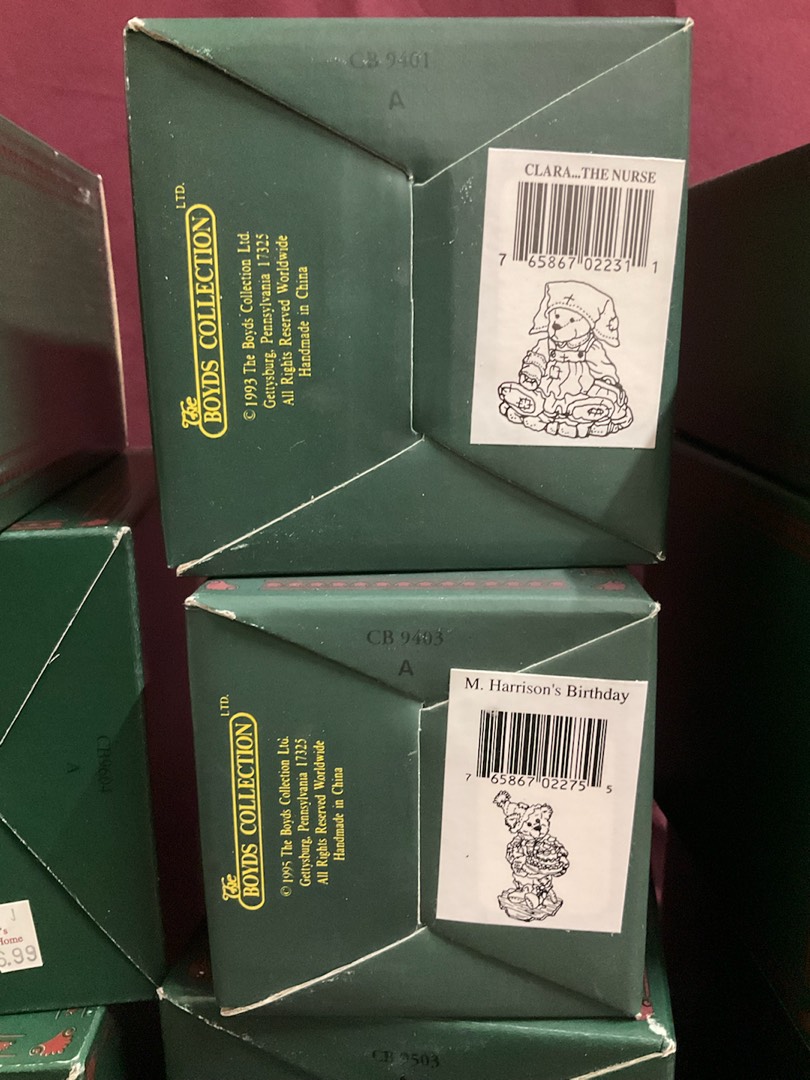 CB 9401
A
LTD.
The
BOYDS COLLECTION
© 1993 The Boyds Collection Ltd.
Gettysburg, Pennsylvania 17325
All Rights Reserved Worldwide
Handmade in China
CLARA...THE NURSE
7 65867 02231 1
CB 9403
A
LTD.
The
BOYDS COLLECTION
© 1995 The Boyds Collection Ltd.
Gettysburg, Pennsylvania 17325
All Rights Reserved Worldwide
Handmade in China
M. Harrison's Birthday
7 65867 02275 5
A
J
's
Home
6.99
CB 9503